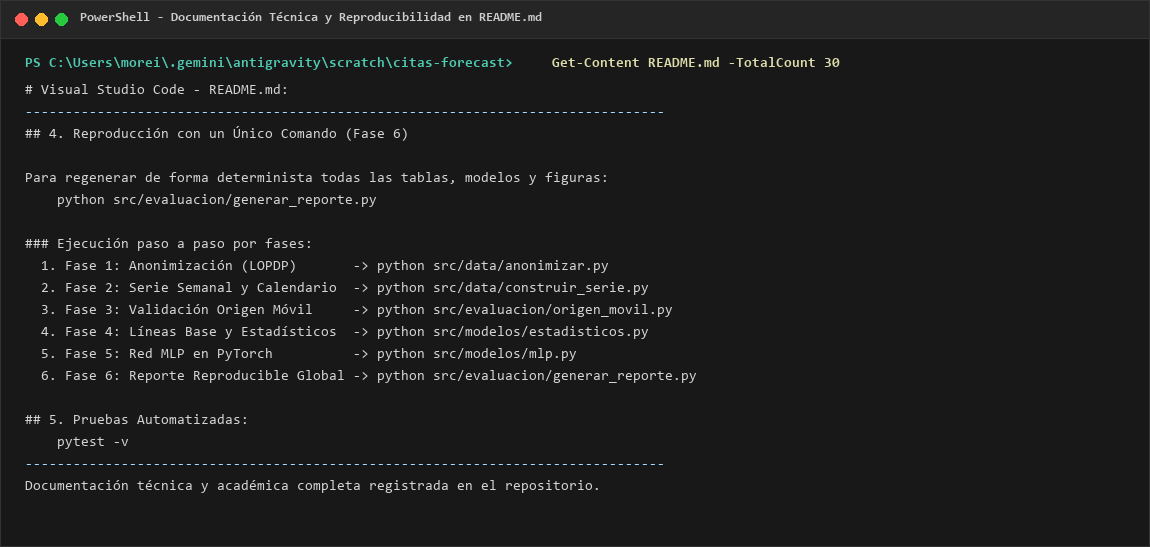 PowerShell - Documentación Técnica y Reproducibilidad en README.md
PS C:\Users\morei\.gemini\antigravity\scratch\citas-forecast> Get-Content README.md -TotalCount 30
# Visual Studio Code - README.md:
--------------------------------------------------------------------------------
## 4. Reproducción con un Único Comando (Fase 6)
Para regenerar de forma determinista todas las tablas, modelos y figuras:
python src/evaluacion/generar_reporte.py
### Ejecución paso a paso por fases:
1. Fase 1: Anonimización (LOPDP) -> python src/data/anonimizar.py
2. Fase 2: Serie Semanal y Calendario -> python src/data/construir_serie.py
3. Fase 3: Validación Origen Móvil -> python src/evaluacion/origen_movil.py
4. Fase 4: Líneas Base y Estadísticos -> python src/modelos/estadisticos.py
5. Fase 5: Red MLP en PyTorch -> python src/modelos/mlp.py
6. Fase 6: Reporte Reproducible Global -> python src/evaluacion/generar_reporte.py
## 5. Pruebas Automatizadas:
pytest -v
--------------------------------------------------------------------------------
Documentación técnica y académica completa registrada en el repositorio.